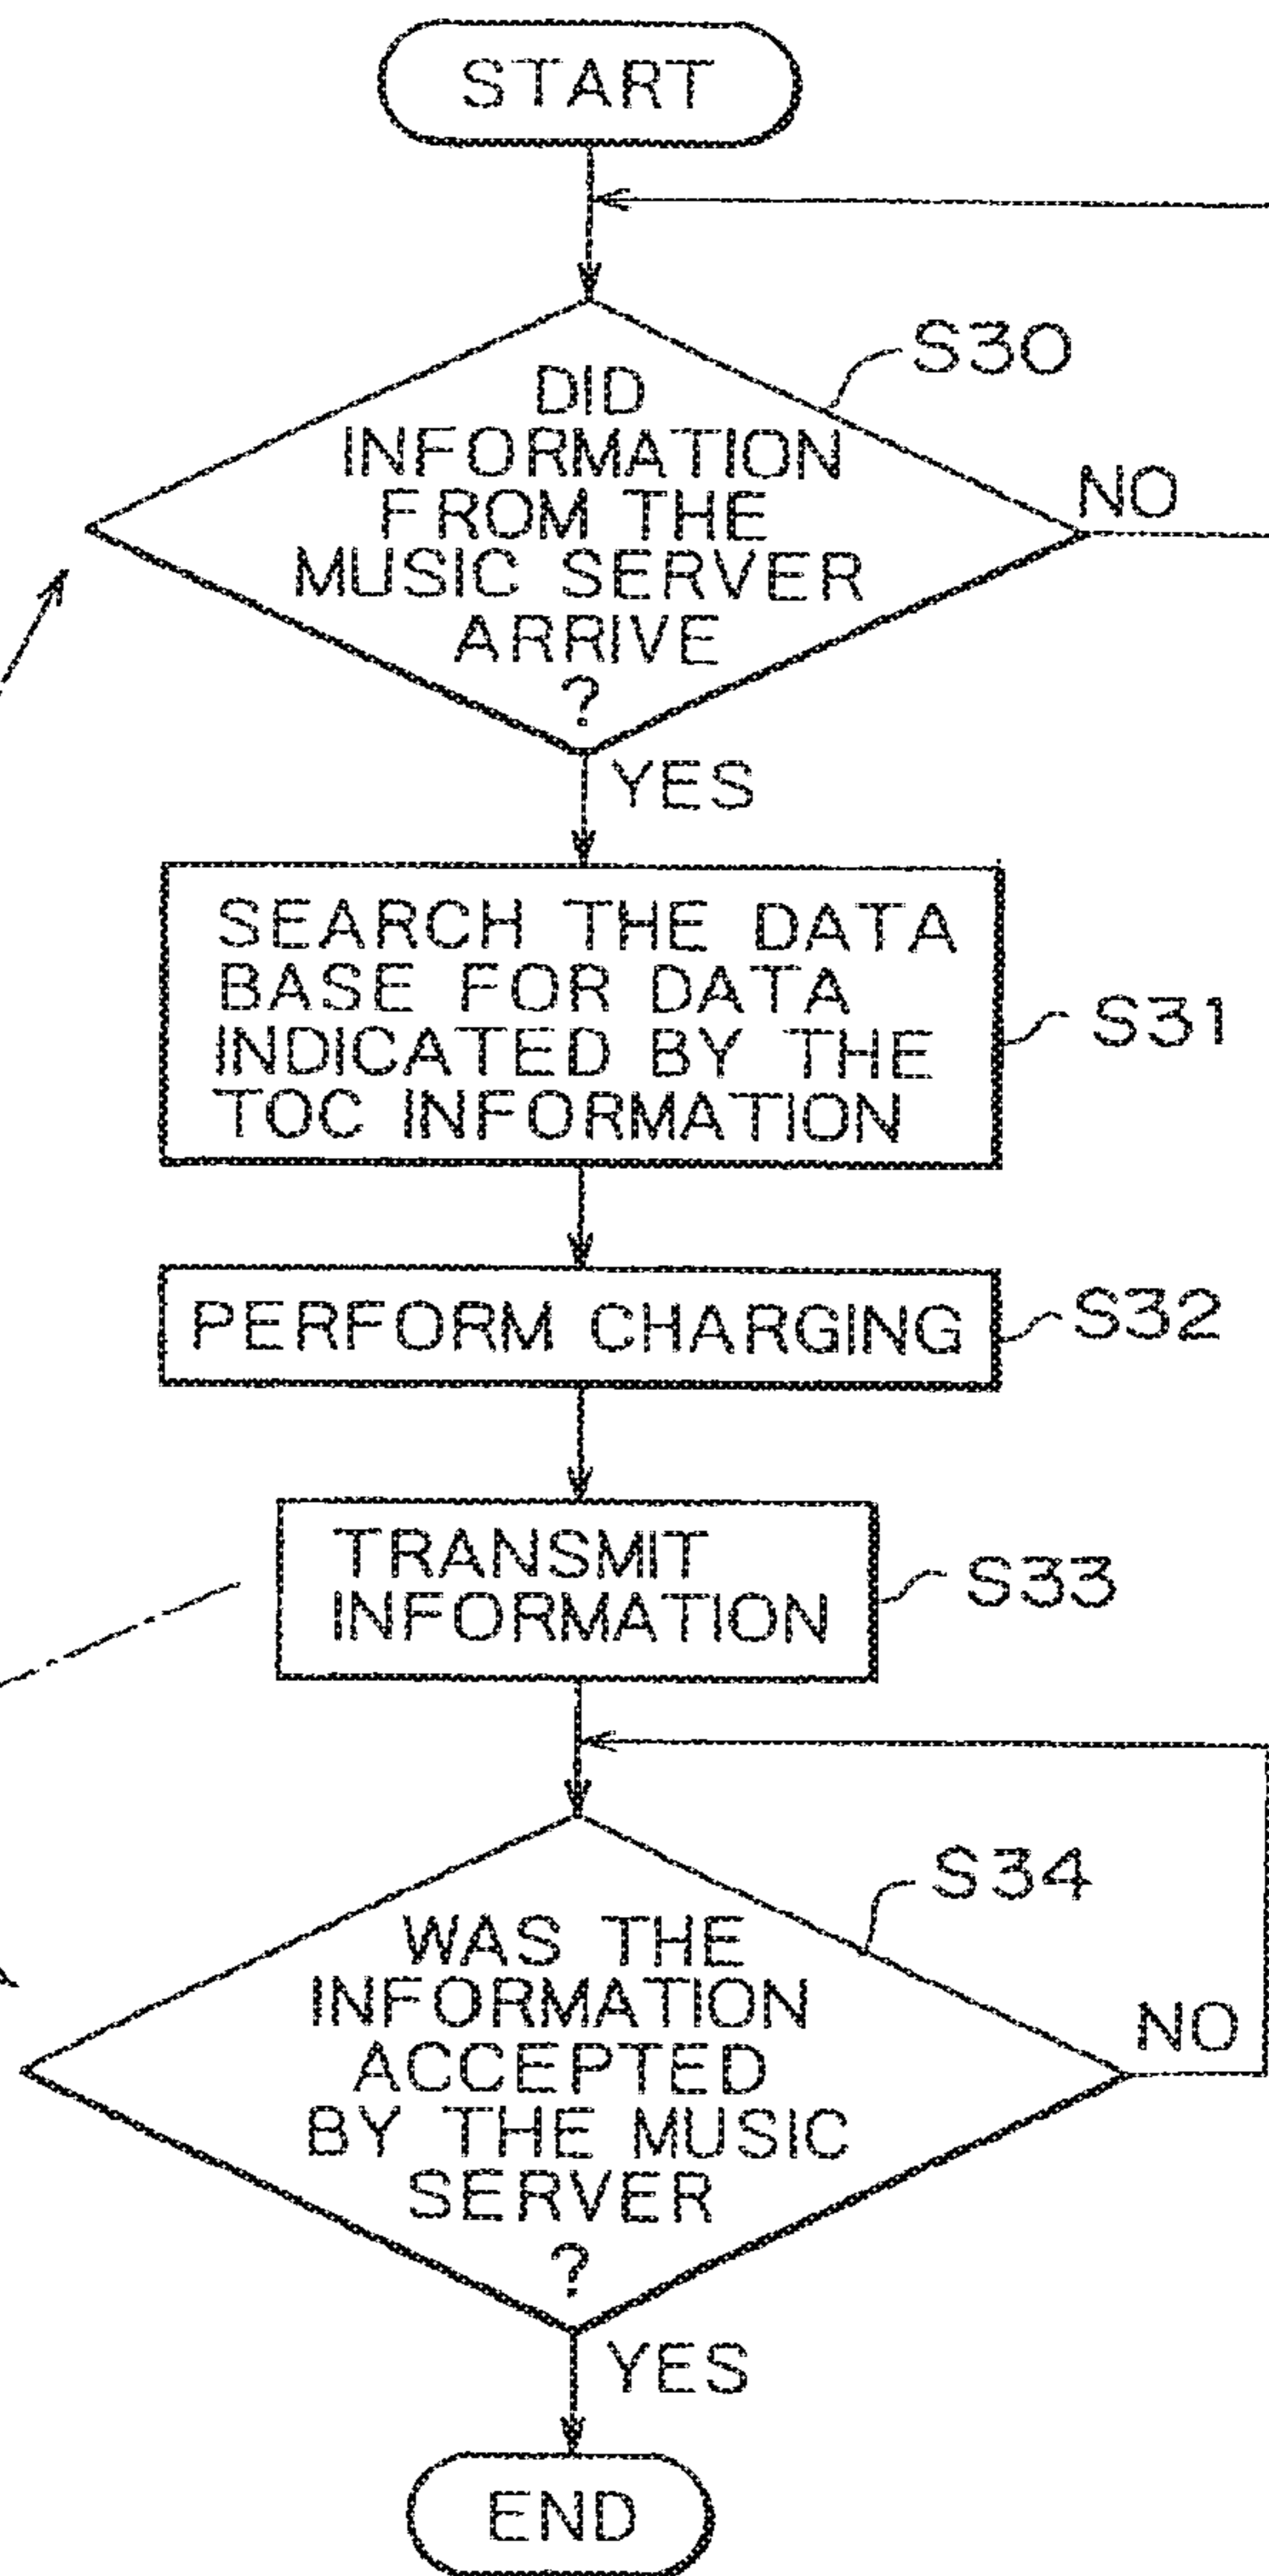 START
S30
DID
INFORMATION
FROM THE
MUSIC SERVER
ARRIVE
?
NO
YES
SEARCH THE DATA
BASE FOR DATA
INDICATED BY THE
TOC INFORMATION
S31
PERFORM CHARGING
S32
TRANSMIT
INFORMATION
S33
S34
WAS THE
INFORMATION
ACCEPTED
BY THE MUSIC
SERVER
?
NO
YES
END